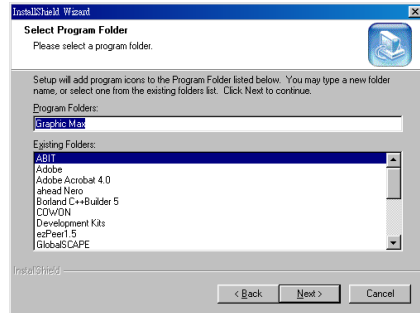 InstallShield Wizard
Select Program Folder
Please select a program folder.
Setup will add program icons to the Program Folder listed below. You may type a new folder
name, or select one from the existing folders list. Click Next to continue.
Program Folders:
Graphic Max
Existing Folders:
ABIT
Adobe
Adobe Acrobat 4.0
ahead Nero
Borland C++Builder 5
COWON
Development Kits
ezPeer1.5
GlobalSCAPE
InstallShield
< Back Next > Cancel